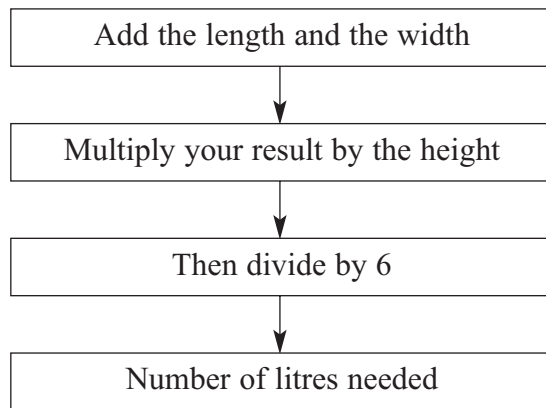 Add the length and the width
Multiply your result by the height
Then divide by 6
Number of litres needed